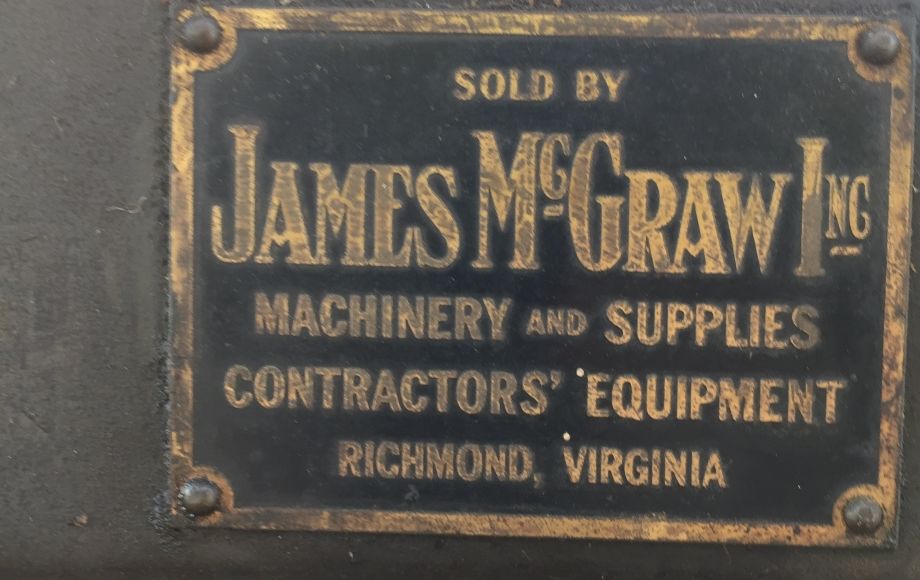 SOLD BY
JAMES McGRAW INC
MACHINERY AND SUPPLIES
CONTRACTORS' EQUIPMENT
RICHMOND, VIRGINIA